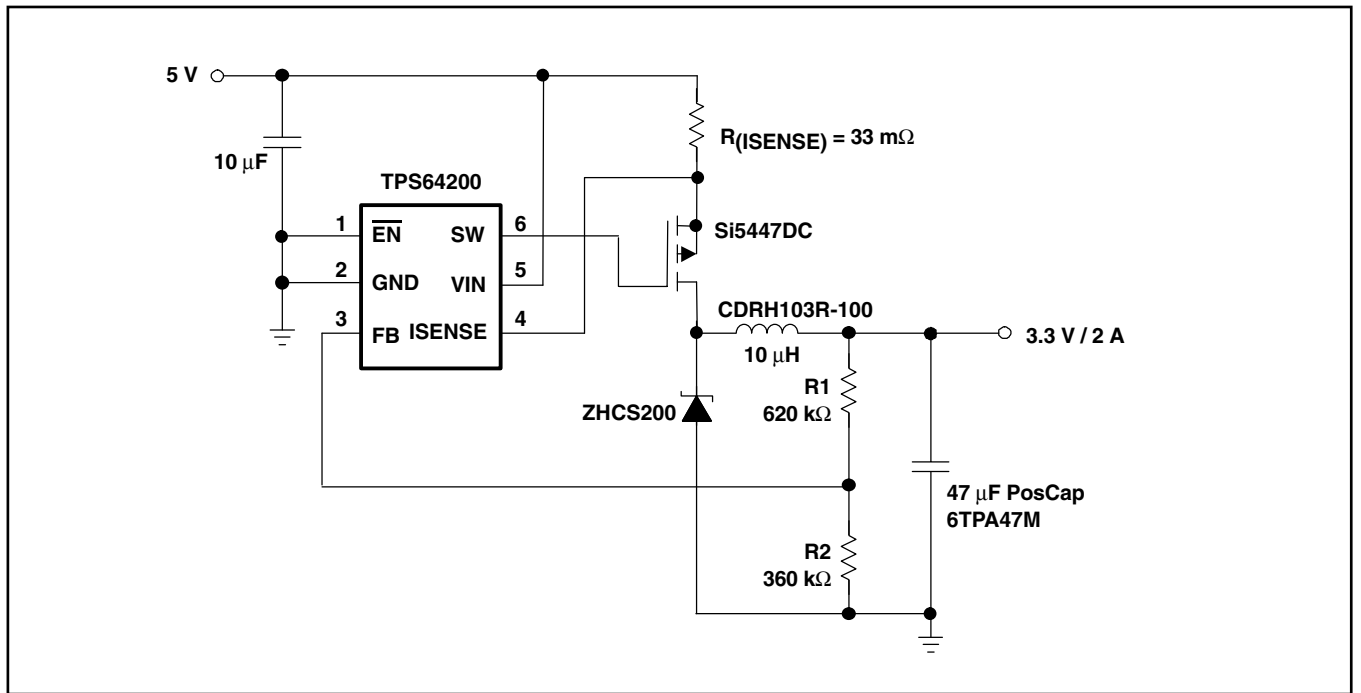 5 V
R(ISENSE) = 33 mΩ
10 μF
TPS64200
1
EN
SW
6
Si5447DC
2
GND
VIN
5
3
FB
ISENSE
4
CDRH103R-100
10 μH
3.3 V / 2 A
R1
620 kΩ
ZHCS200
47 μF PosCap
6TPA47M
R2
360 kΩ